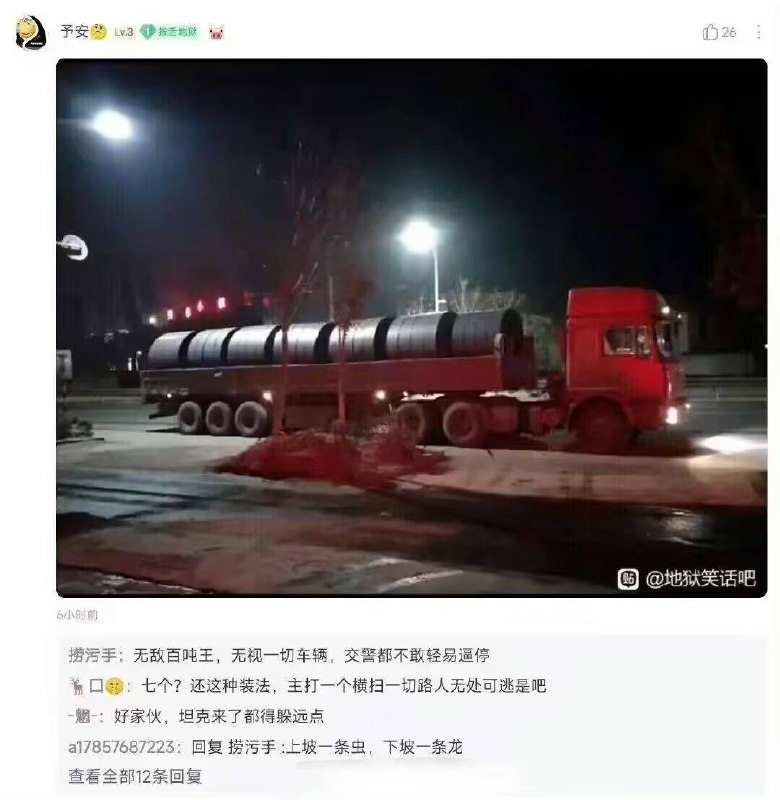 予安🤔 Lv.3 1 拔舌地狱
26
贴 @地狱笑话吧
6小时前
捞污手：无敌百吨王，无视一切车辆，交警都不敢轻易逼停
口🤫：七个？还这种装法，主打一个横扫一切路人无处可逃是吧
-魈-：好家伙，坦克来了都得躲远点
a17857687223：回复 捞污手 :上坡一条虫，下坡一条龙
查看全部12条回复